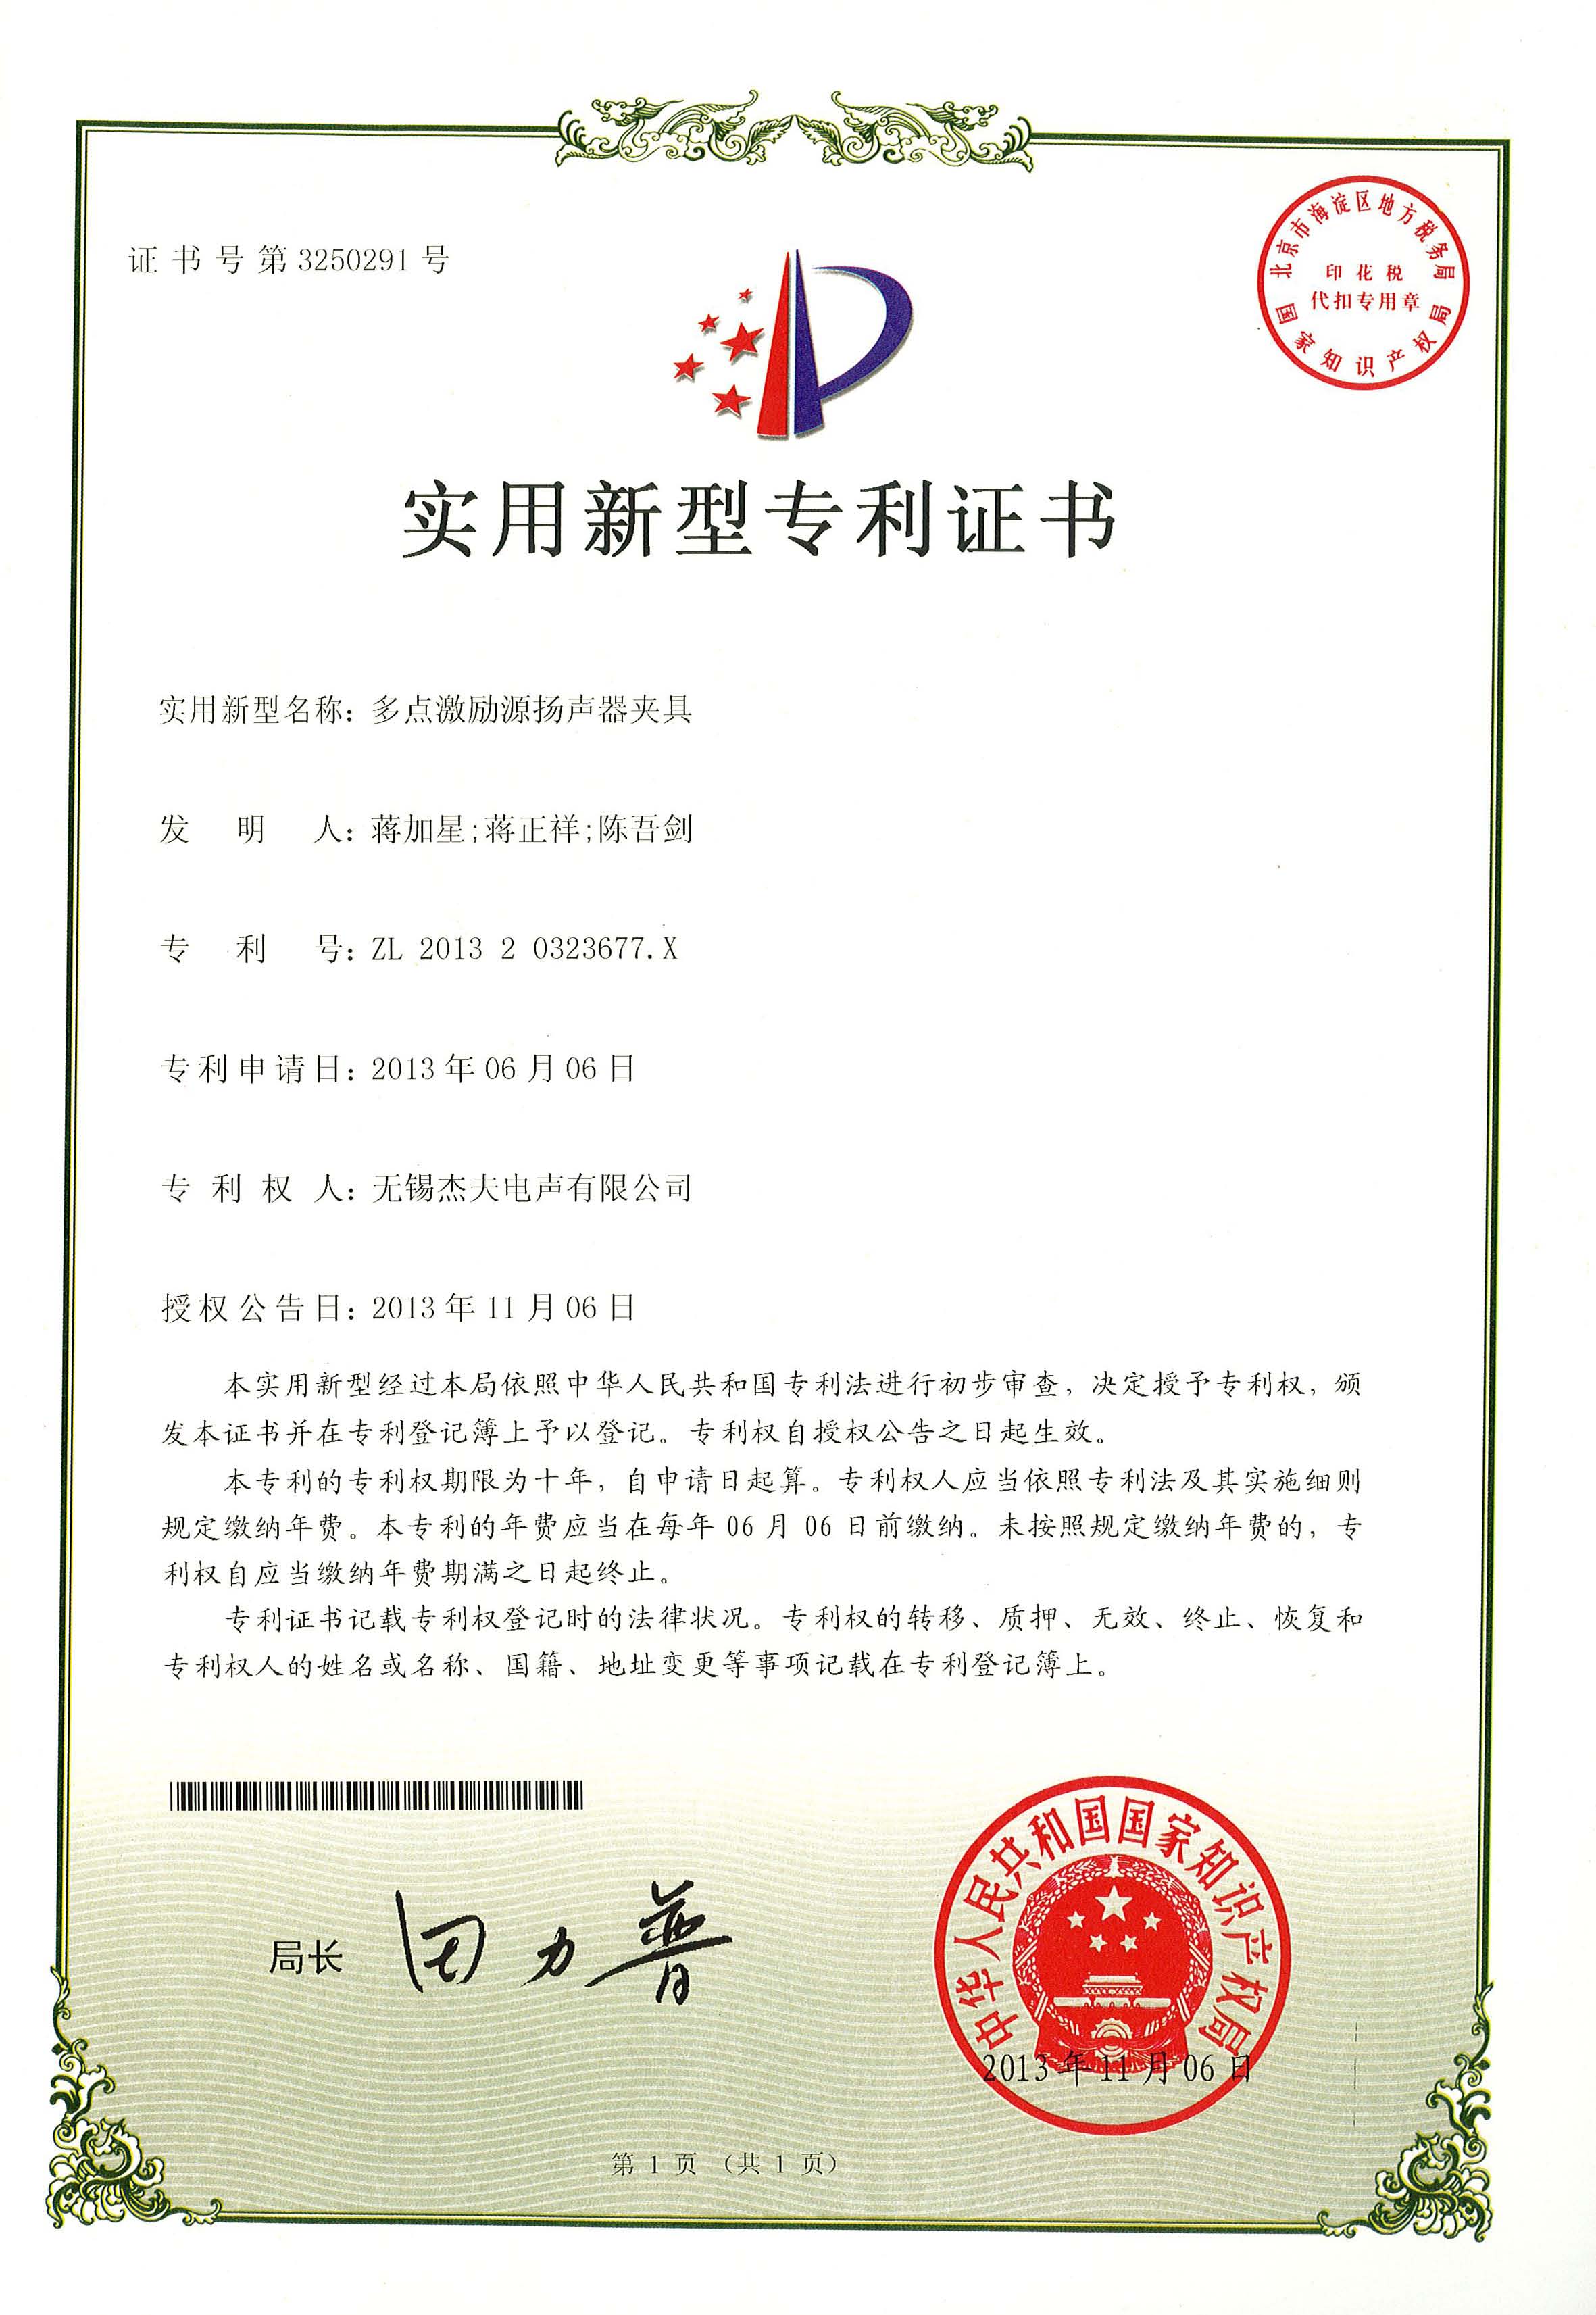 证书号第3250291号
北京市海淀区地方税务局
印花税
代扣专用章
国家知识产权局
实用新型专利证书
实用新型名称：多点激励源扬声器夹具
发明人：蒋加星;蒋正祥;陈吾剑
专利号：ZL 2013 2 0323677.X
专利申请日：2013年06月06日
专利权人：无锡杰夫电声有限公司
授权公告日：2013年11月06日
本实用新型经过本局依照中华人民共和国专利法进行初步审查，决定授予专利权，颁
发本证书并在专利登记簿上予以登记。专利权自授权公告之日起生效。
本专利的专利权期限为十年，自申请日起算。专利权人应当依照专利法及其实施细则
规定缴纳年费。本专利的年费应当在每年06月06日前缴纳。未按照规定缴纳年费的，专
利权自应当缴纳年费期满之日起终止。
专利证书记载专利权登记时的法律状况。专利权的转移、质押、无效、终止、恢复和
专利权人的姓名或名称、国籍、地址变更等事项记载在专利登记簿上。
局长 田力普
中华人民共和国国家知识产权局
2013年11月06日
第1页（共1页）